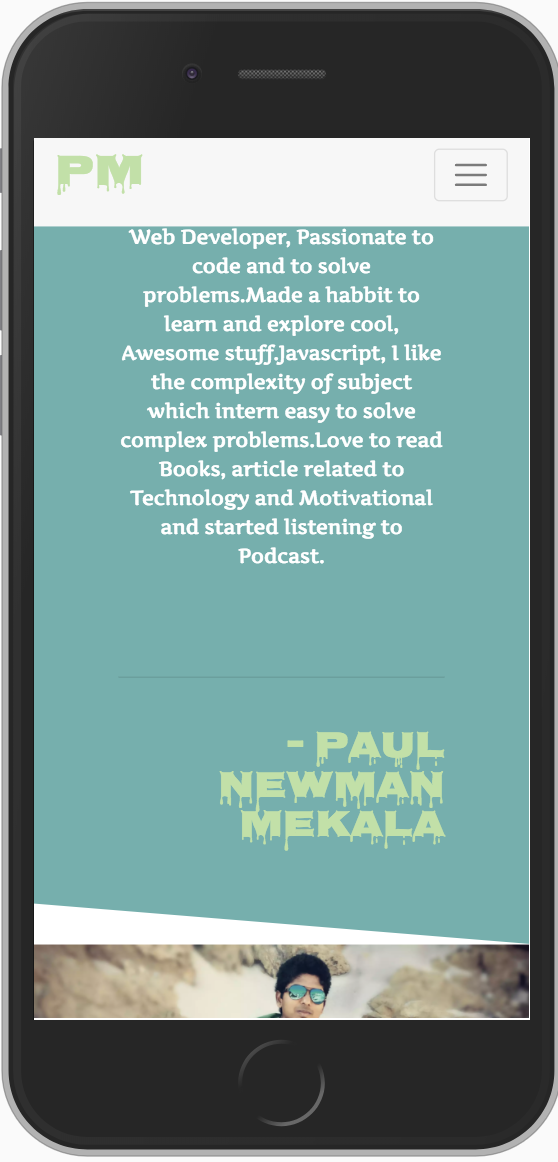 PM
Web Developer, Passionate to
code and to solve
problems.Made a habbit to
learn and explore cool,
Awesome stuff.Javascript, I like
the complexity of subject
which intern easy to solve
complex problems.Love to read
Books, article related to
Technology and Motivational
and started listening to
Podcast.
- PAUL
NEWMAN
MEKALA